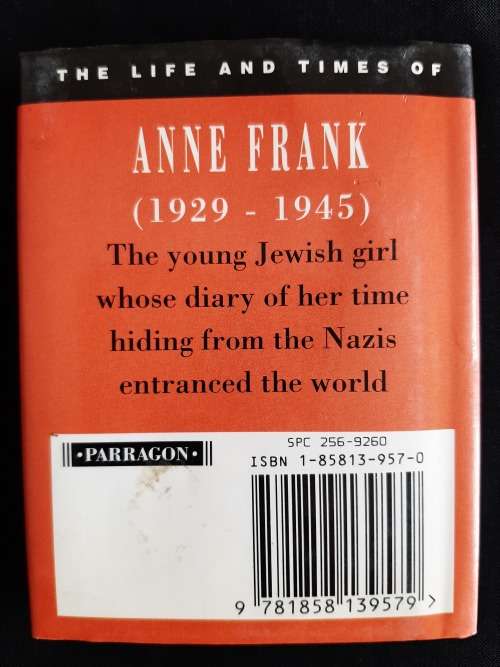 THE LIFE AND TIMES OF
ANNE FRANK
(1929 - 1945)
The young Jewish girl
whose diary of her time
hiding from the Nazis
entranced the world
•PARRAGON•
SPC 256-9260
ISBN 1-85813-957-0
9 781858 139579 >